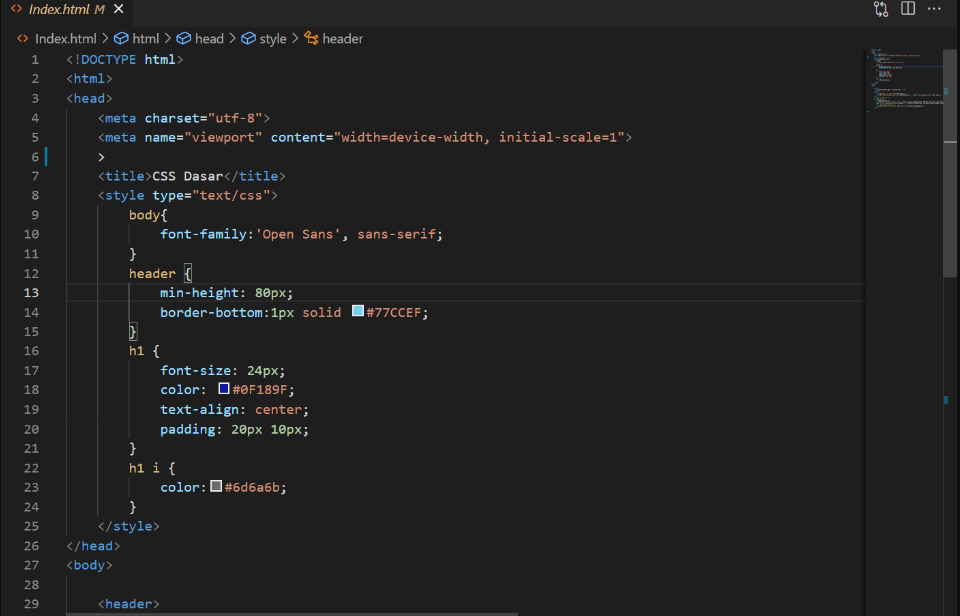 Index.html M
Index.html > html > head > style > header
1 <!DOCTYPE html>
2 <html>
3 <head>
4 <meta charset="utf-8">
5 <meta name="viewport" content="width=device-width, initial-scale=1">
6 >
7 <title>CSS Dasar</title>
8 <style type="text/css">
9 body{
10 font-family:'Open Sans', sans-serif;
11 }
12 header {
13 min-height: 80px;
14 border-bottom:1px solid #77CCEF;
15 }
16 h1 {
17 font-size: 24px;
18 color: #0F189F;
19 text-align: center;
20 padding: 20px 10px;
21 }
22 h1 i {
23 color:#6d6a6b;
24 }
25 </style>
26 </head>
27 <body>
28
29 <header>